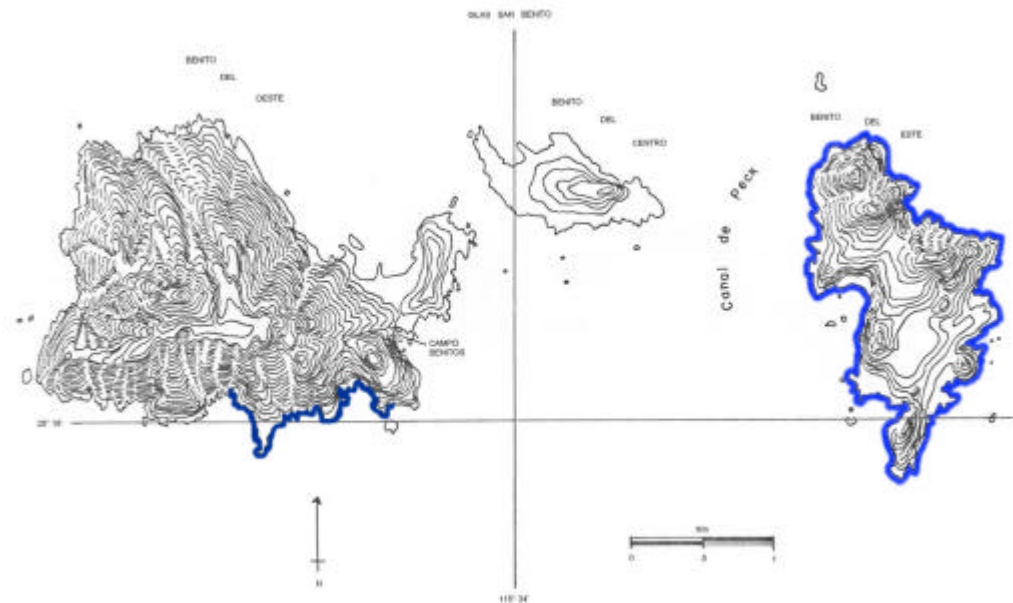 ISLAS SAN BENITO
BENITO
DEL
OESTE
BENITO
DEL
CENTRO
BENITO DEL
ESTE
Canal de Peck
CAMPO
BENITOS
0 .5 1
115° 34'